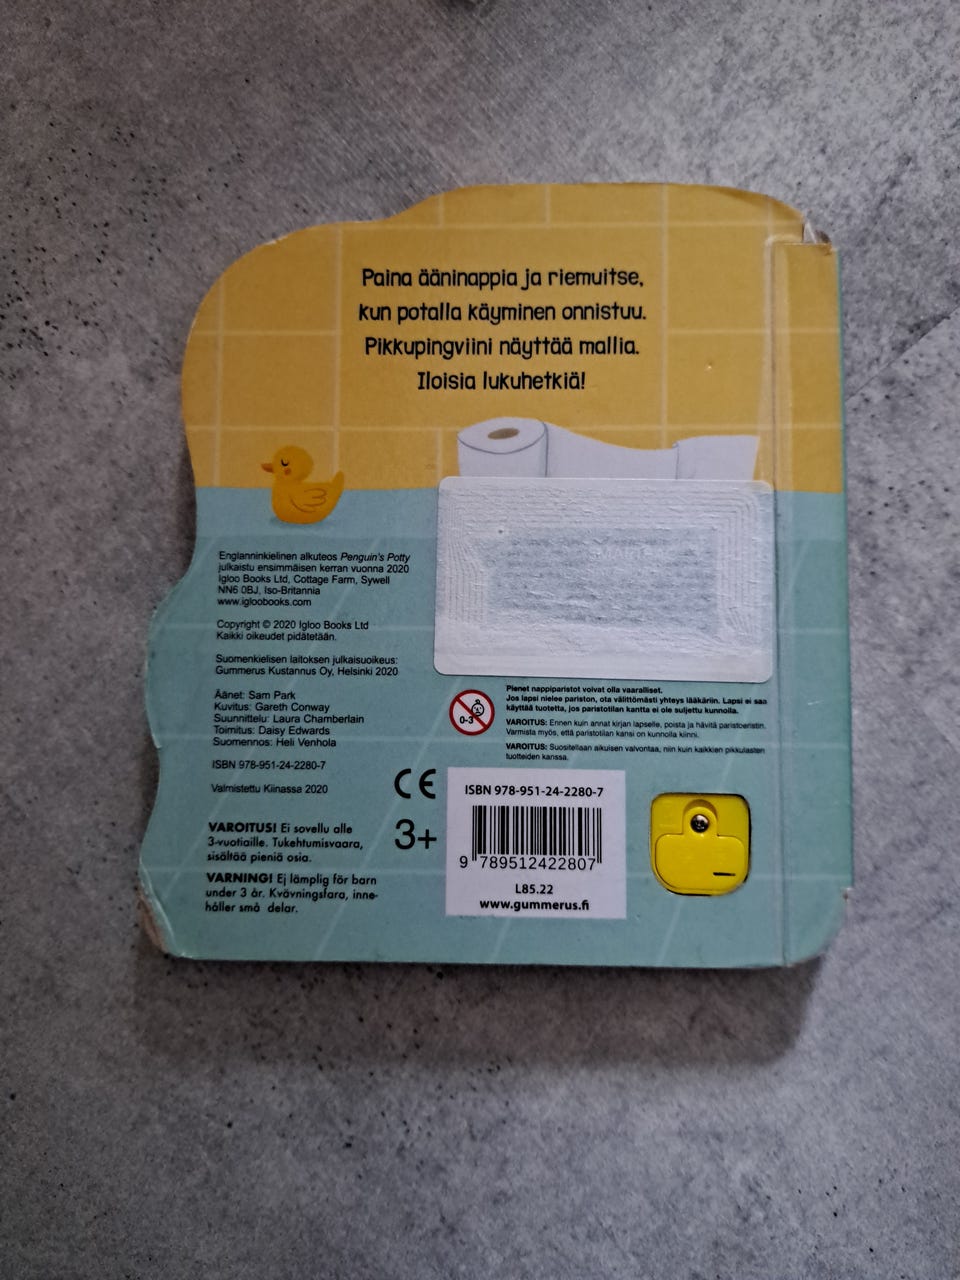 Paina ääninappia ja riemuitse,
kun potalla käyminen onnistuu.
Pikkupingviini näyttää mallia.
Iloisia lukuhetkiä!
Englanninkielinen alkuteos Penguin's Potty
julkaistu ensimmäisen kerran vuonna 2020
Igloo Books Ltd, Cottage Farm, Sywell
NN6 0BJ, Iso-Britannia
www.igloobooks.com
Copyright © 2020 Igloo Books Ltd
Kaikki oikeudet pidätetään.
Suomenkielisen laitoksen julkaisuoikeus:
Gummerus Kustannus Oy, Helsinki 2020
Äänet: Sam Park
Kuvitus: Gareth Conway
Suunnittelu: Laura Chamberlain
Toimitus: Daisy Edwards
Suomennos: Heli Venhola
ISBN 978-951-24-2280-7
Valmistettu Kiinassa 2020
VAROITUS! Ei sovellu alle
3-vuotiaille. Tukehtumisvaara,
sisältää pieniä osia.
VARNING! Ej lämplig för barn
under 3 år. Kvävningsfara, inne-
håller små delar.
0-3
Pienet nappiparistot voivat olla vaaralliset.
Jos lapsi nielee pariston, ota välittömästi yhteys lääkäriin. Lapsi ei saa
käyttää tuotetta, jos paristotilan kantta ei ole suljettu kunnolla.
VAROITUS: Ennen kuin annat kirjan lapselle, poista ja hävitä paristoeristin.
Varmista myös, että paristotilan kansi on kunnolla kiinni.
VAROITUS: Suositellaan aikuisen valvontaa, niin kuin kaikkien pikkulasten
tuotteiden kanssa.
CE
3+
ISBN 978-951-24-2280-7
9 789512 422807
L85.22
www.gummerus.fi